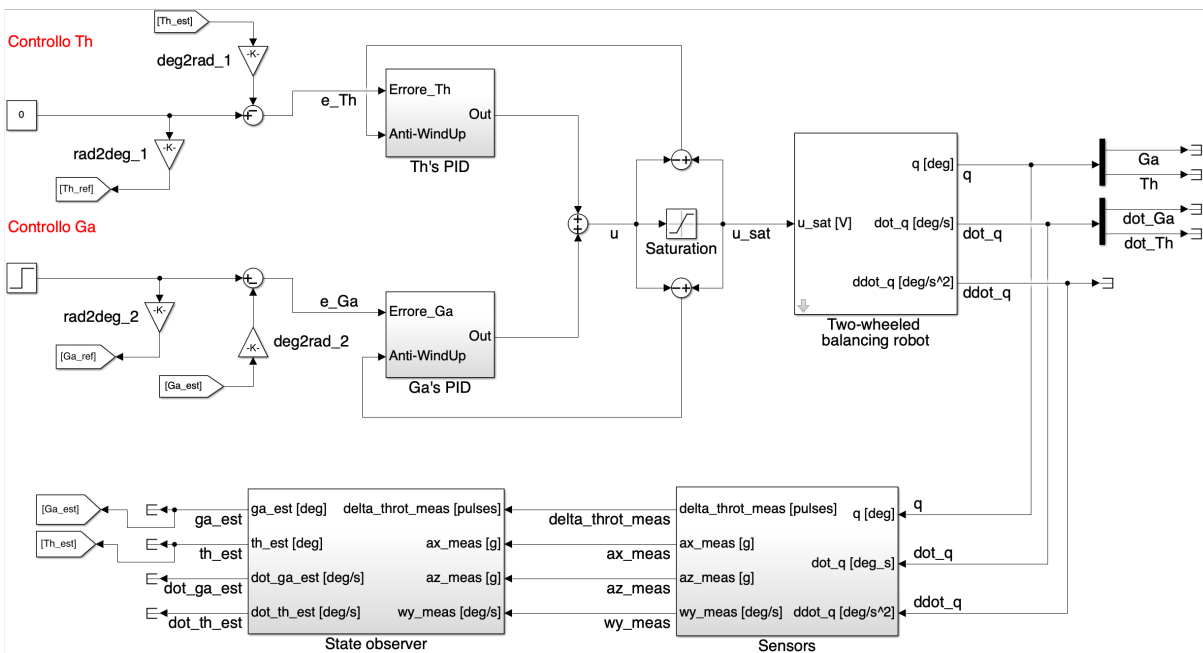 [Th_est]
Controllo Th
deg2rad_1
-K-
0
e_Th
Errore_Th
Out
Anti-WindUp
Th's PID
-K-
rad2deg_1
[Th_ref]
Controllo Ga
rad2deg_2
-K-
[Ga_ref]
e_Ga
-K-
deg2rad_2
[Ga_est]
Errore_Ga
Out
Anti-WindUp
Ga's PID
u
Saturation
u_sat
u_sat [V]
q [deg]
dot_q [deg/s]
ddot_q [deg/s^2]
Two-wheeled
balancing robot
q
dot_q
ddot_q
Ga
Th
dot_Ga
dot_Th
[Ga_est]
[Th_est]
ga_est
th_est
dot_ga_est
dot_th_est
ga_est [deg]
th_est [deg]
dot_ga_est [deg/s]
dot_th_est [deg/s]
delta_throt_meas [pulses]
ax_meas [g]
az_meas [g]
wy_meas [deg/s]
State observer
delta_throt_meas
ax_meas
az_meas
wy_meas
delta_throt_meas [pulses]
ax_meas [g]
az_meas [g]
wy_meas [deg/s]
q [deg]
dot_q [deg_s]
ddot_q [deg/s^2]
Sensors
q
dot_q
ddot_q